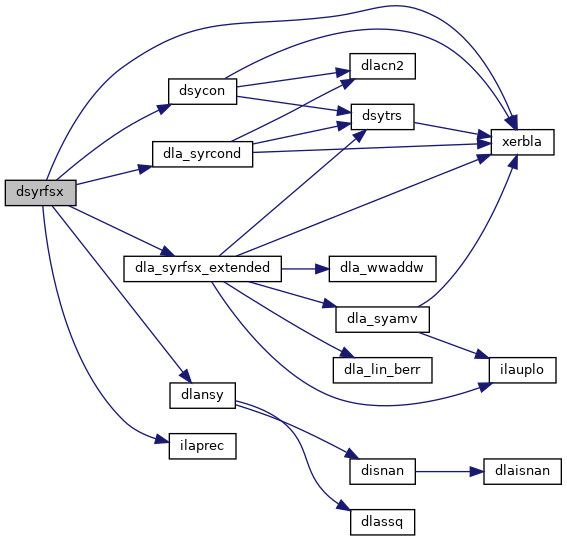 dsyrfsx
dsycon
dla_syrcond
dla_syrfsx_extended
dlansy
ilaprec
dlacn2
dsytrs
dla_wwaddw
dla_syamv
dla_lin_berr
disnan
dlassq
xerbla
ilauplo
dlaisnan